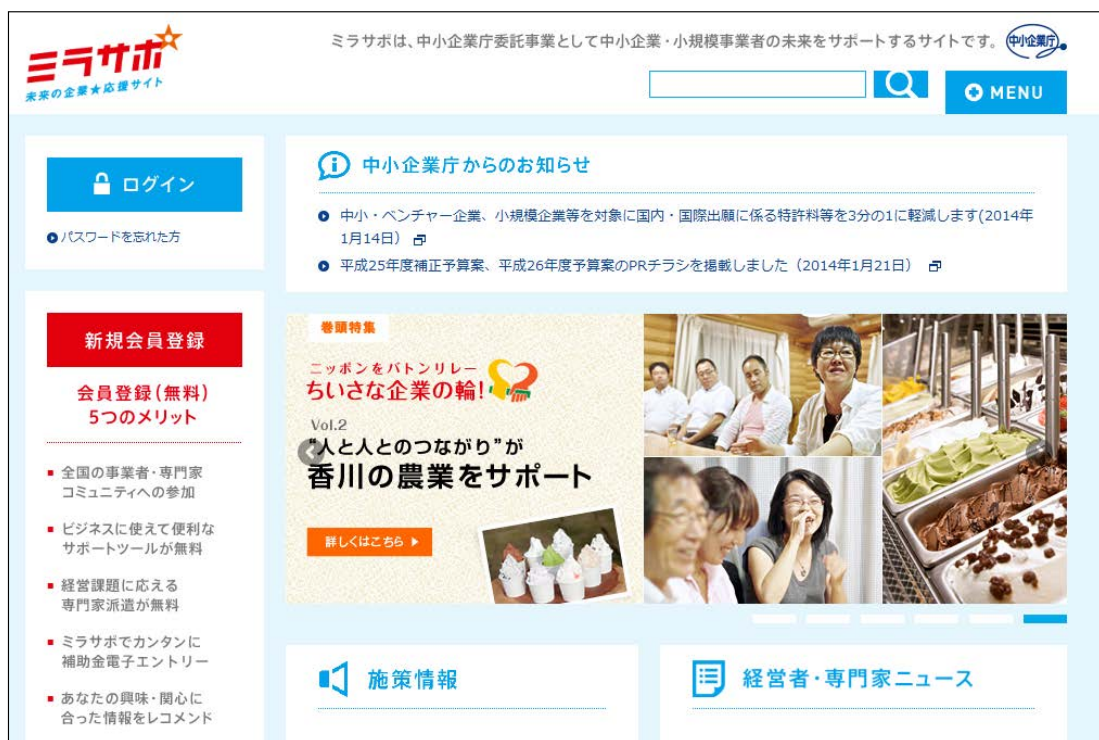 ミラサポ
未来の企業★応援サイト
ミラサポは、中小企業庁委託事業として中小企業・小規模事業者の未来をサポートするサイトです。
中小企業庁
MENU
ログイン
パスワードを忘れた方
新規会員登録
会員登録(無料)
5つのメリット
全国の事業者・専門家
コミュニティへの参加
ビジネスに使えて便利な
サポートツールが無料
経営課題に応える
専門家派遣が無料
ミラサポでカンタンに
補助金電子エントリー
あなたの興味・関心に
合った情報をレコメンド
中小企業庁からのお知らせ
中小・ベンチャー企業、小規模企業等を対象に国内・国際出願に係る特許料等を3分の1に軽減します(2014年
1月14日)
平成25年度補正予算案、平成26年度予算案のPRチラシを掲載しました(2014年1月21日)
巻頭特集
ニッポンをバトンリレー
ちいさな企業の輪!
Vol.2
“人と人とのつながり”が
香川の農業をサポート
詳しくはこちら
施策情報
経営者・専門家ニュース